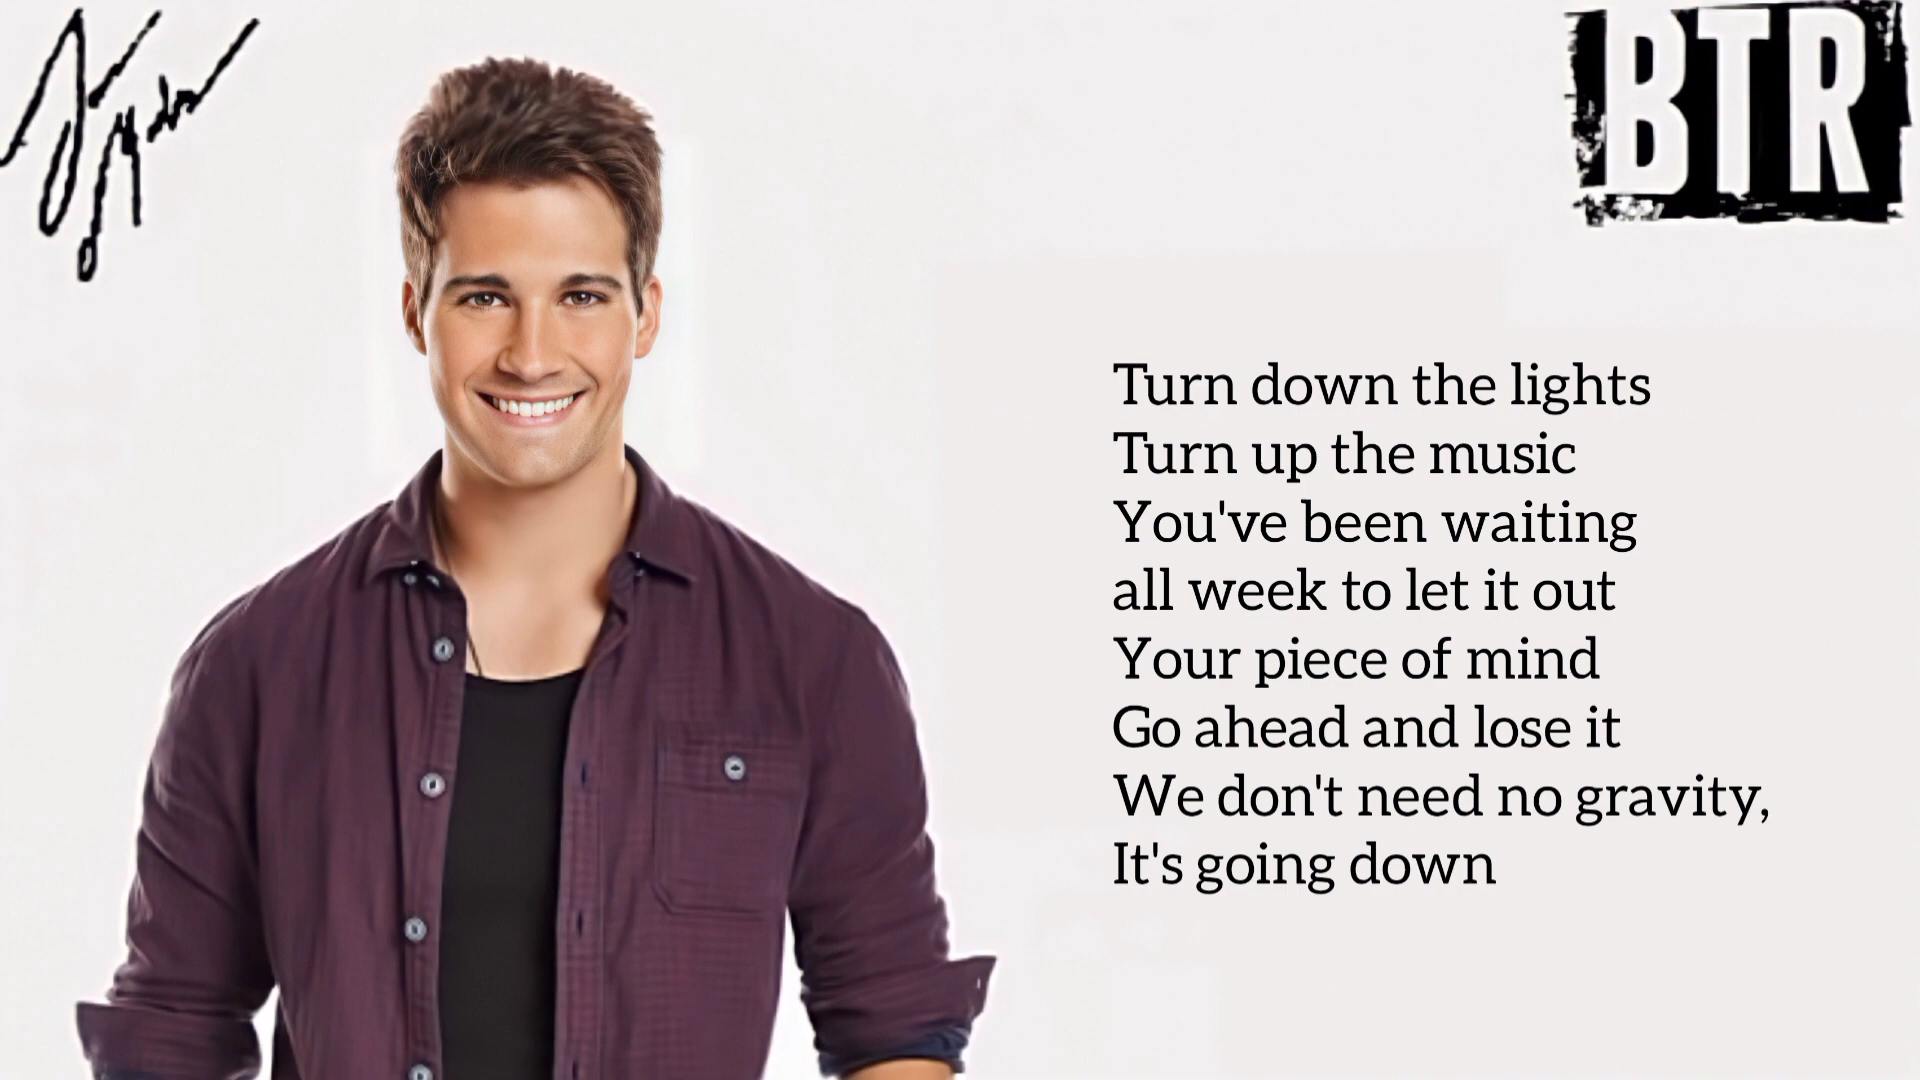 BTR
Turn down the lights
Turn up the music
You've been waiting
all week to let it out
Your piece of mind
Go ahead and lose it
We don't need no gravity,
It's going down